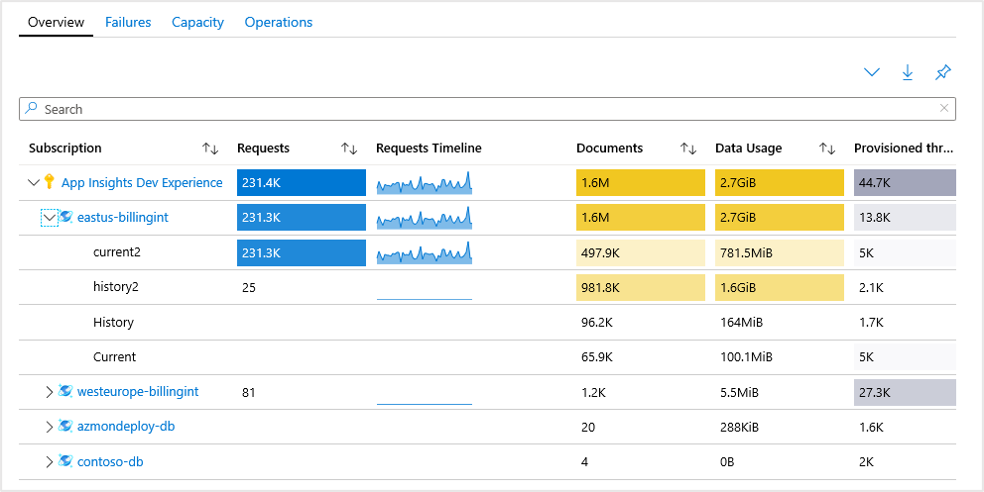 Overview Failures Capacity Operations
Search
Subscription Requests Requests Timeline Documents Data Usage Provisioned thr...
App Insights Dev Experience 231.4K 1.6M 2.7GiB 44.7K
eastus-billingint 231.3K 1.6M 2.7GiB 13.8K
current2 231.3K 497.9K 781.5MiB 5K
history2 25 981.8K 1.6GiB 2.1K
History 96.2K 164MiB 1.7K
Current 65.9K 100.1MiB 5K
westeurope-billingint 81 1.2K 5.5MiB 27.3K
azmondeploy-db 20 288KiB 1.6K
contoso-db 4 0B 2K